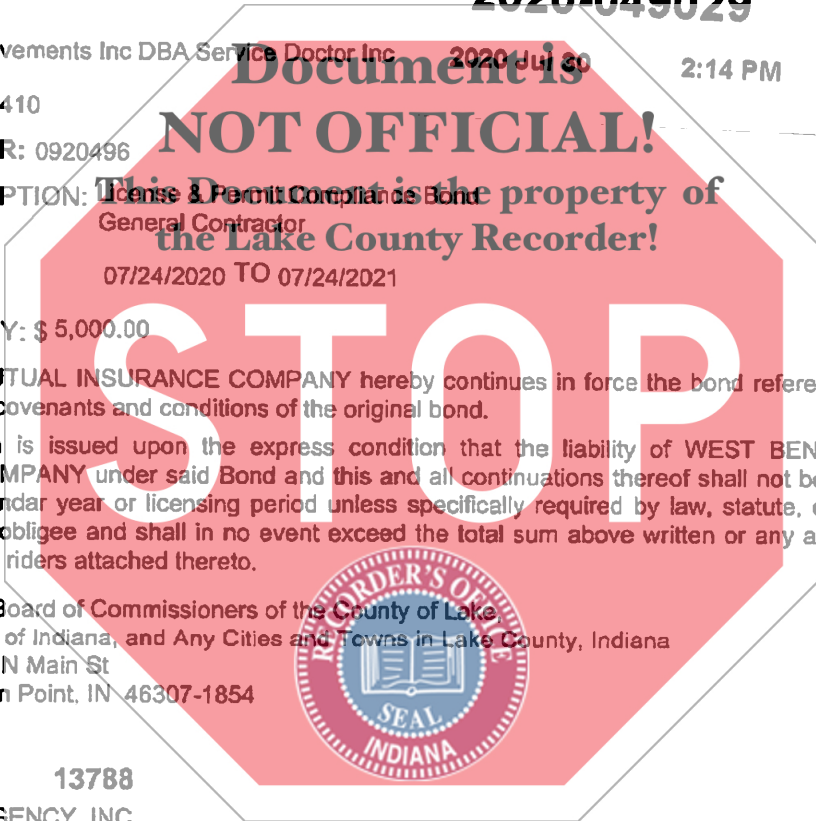 2020-049029
vements Inc DBA Service Doctor Inc 2020 Jul 30 2:14 PM
Document is
410
NOT OFFICIAL!
R: 0920496
PTION: License & Permit Compliance Bond
This Document is the property of
General Contractor
the Lake County Recorder!
07/24/2020 TO 07/24/2021
STOP
Y: $ 5,000.00
TUAL INSURANCE COMPANY hereby continues in force the bond refere
covenants and conditions of the original bond.
is issued upon the express condition that the liability of WEST BEN
MPANY under said Bond and this and all continuations thereof shall not be
ndar year or licensing period unless specifically required by law, statute, o
obligee and shall in no event exceed the total sum above written or any a
riders attached thereto.
Board of Commissioners of the County of Lake,
of Indiana, and Any Cities and Towns in Lake County, Indiana
N Main St
n Point, IN 46307-1854
RECORDER'S OFFICE
SEAL
INDIANA
13788
GENCY, INC